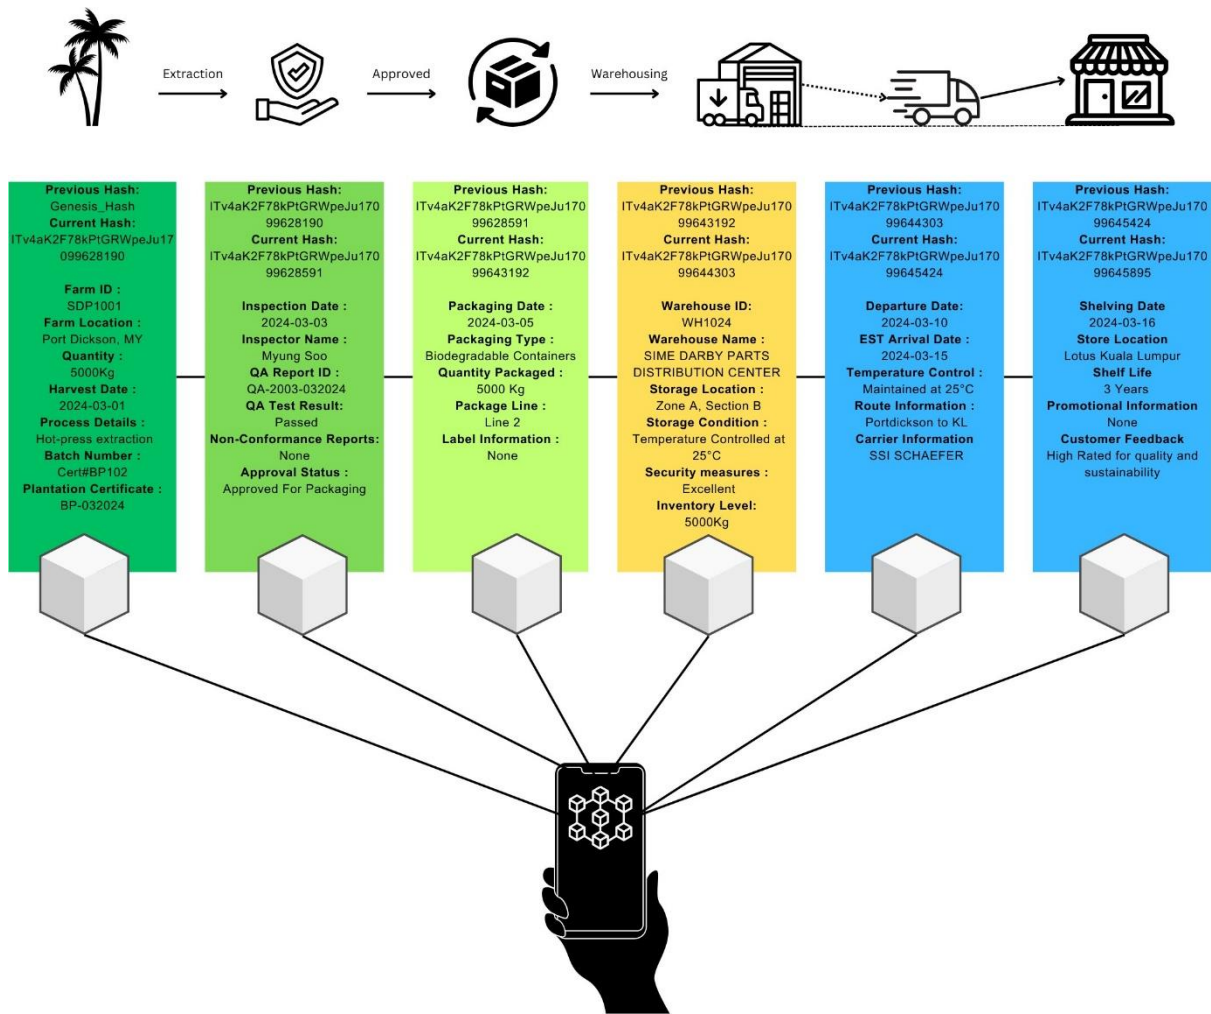 Extraction
Approved
Warehousing
Previous Hash:
Genesis_Hash
Current Hash:
ITv4aK2F78kPtGRWpeJu17
099628190
Farm ID :
SDP1001
Farm Location :
Port Dickson, MY
Quantity :
5000Kg
Harvest Date :
2024-03-01
Process Details :
Hot-press extraction
Batch Number :
Cert#BP102
Plantation Certificate :
BP-032024
Previous Hash:
ITv4aK2F78kPtGRWpeJu170
99628190
Current Hash:
ITv4aK2F78kPtGRWpeJu170
99628591
Inspection Date :
2024-03-03
Inspector Name :
Myung Soo
QA Report ID :
QA-2003-032024
QA Test Result:
Passed
Non-Conformance Reports:
None
Approval Status :
Approved For Packaging
Previous Hash:
ITv4aK2F78kPtGRWpeJu170
99628591
Current Hash:
ITv4aK2F78kPtGRWpeJu170
99643192
Packaging Date :
2024-03-05
Packaging Type :
Biodegradable Containers
Quantity Packaged :
5000 Kg
Package Line :
Line 2
Label Information :
None
Previous Hash:
ITv4aK2F78kPtGRWpeJu170
99643192
Current Hash:
ITv4aK2F78kPtGRWpeJu170
99644303
Warehouse ID:
WH1024
Warehouse Name :
SIME DARBY PARTS
DISTRIBUTION CENTER
Storage Location :
Zone A, Section B
Storage Condition :
Temperature Controlled at
25°C
Security measures :
Excellent
Inventory Level:
5000Kg
Previous Hash:
ITv4aK2F78kPtGRWpeJu170
99644303
Current Hash:
ITv4aK2F78kPtGRWpeJu170
99645424
Departure Date:
2024-03-10
EST Arrival Date :
2024-03-15
Temperature Control :
Maintained at 25°C
Route Information :
Portdickson to KL
Carrier Information
SSI SCHAEFER
Previous Hash:
ITv4aK2F78kPtGRWpeJu170
99645424
Current Hash:
ITv4aK2F78kPtGRWpeJu170
99645895
Shelving Date
2024-03-16
Store Location
Lotus Kuala Lumpur
Shelf Life
3 Years
Promotional Information
None
Customer Feedback
High Rated for quality and
sustainability